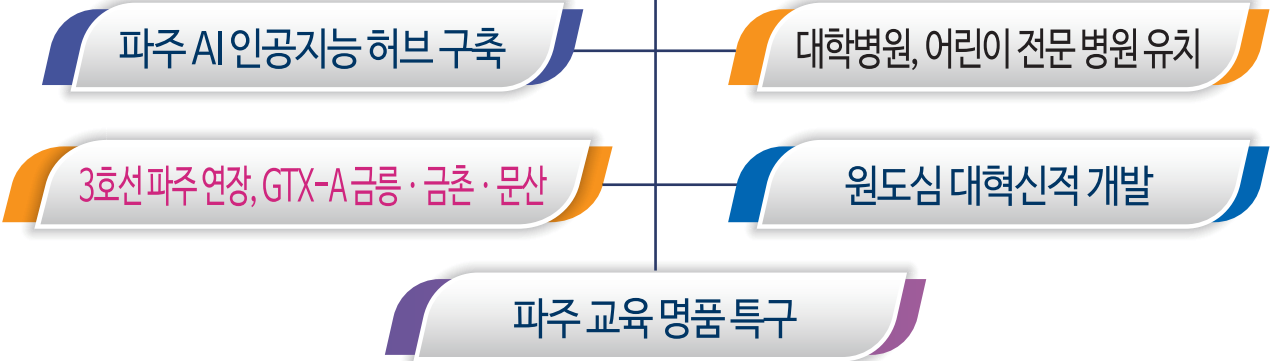 파주 AI 인공지능 허브 구축
대학병원, 어린이 전문 병원 유치
3호선 파주 연장, GTX-A 금릉·금촌·문산
원도심 대혁신적 개발
파주 교육 명품 특구